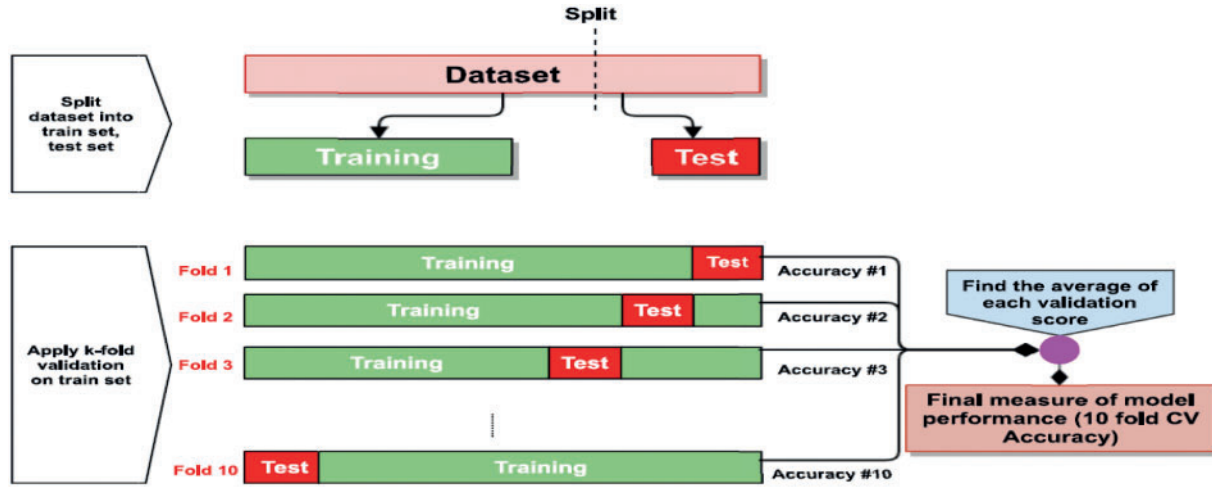 Split
Split
dataset into
train set,
test set
Dataset
Training
Test
Apply k-fold
validation
on train set
Fold 1
Training
Test
Accuracy #1
Fold 2
Training
Test
Accuracy #2
Fold 3
Training
Test
Accuracy #3
Fold 10
Test
Training
Accuracy #10
Find the average of
each validation
score
Final measure of model
performance (10 fold CV
Accuracy)